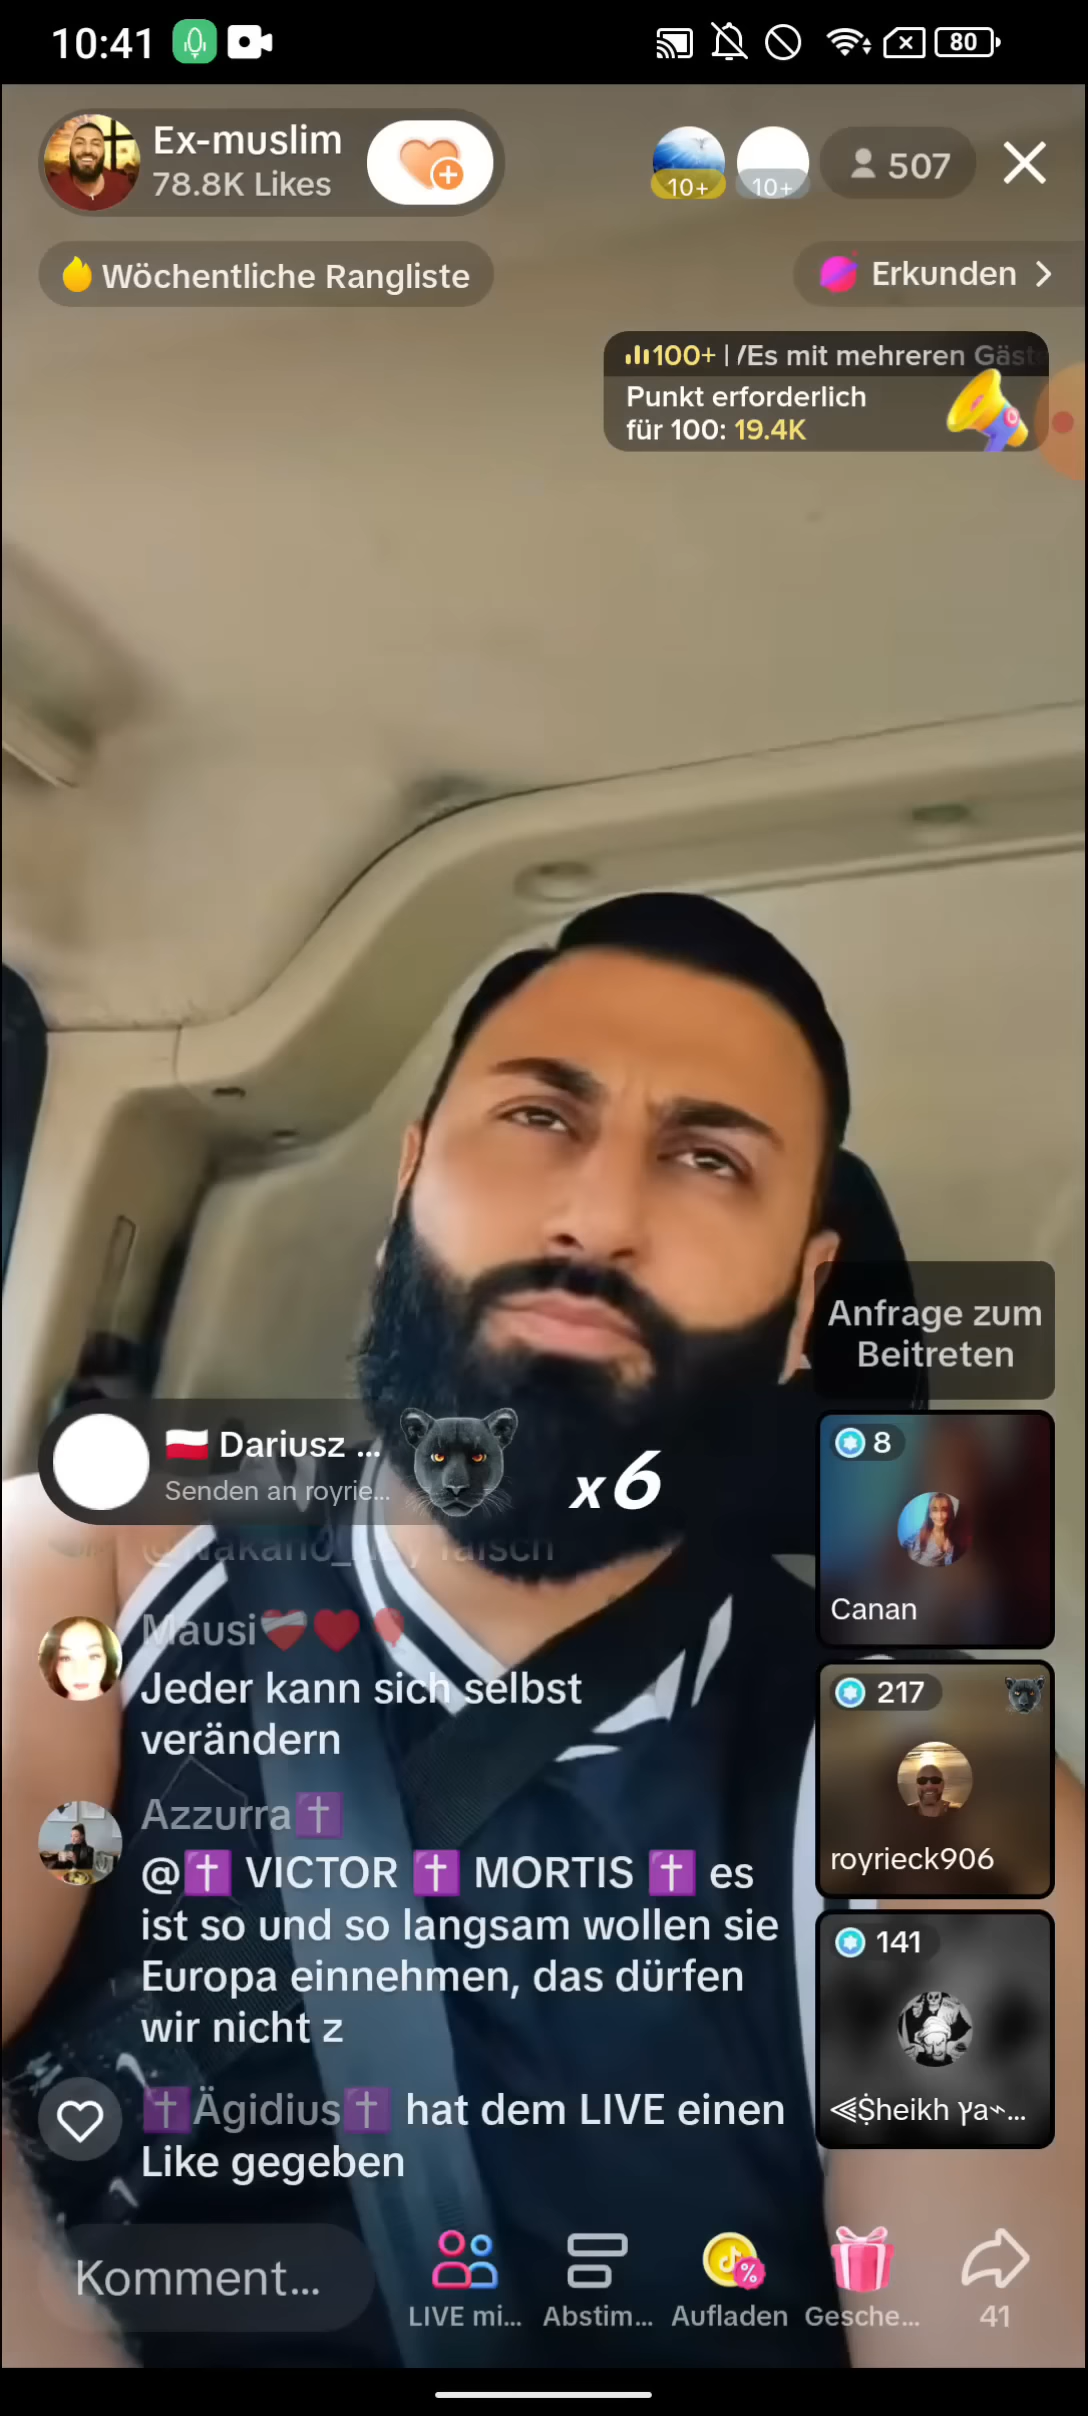 10:41
80
Ex-muslim
78.8K Likes
10+
10+
507
Wöchentliche Rangliste
Erkunden
100+ | /Es mit mehreren Gäst
Punkt erforderlich
für 100: 19.4K
Anfrage zum
Beitreten
Dariusz ...
Senden an royrie...
x6
falsch
8
Canan
Mausi
Jeder kann sich selbst
verändern
217
royrieck906
Azzurra
@✝️ VICTOR ✝️ MORTIS ✝️ es
ist so und so langsam wollen sie
Europa einnehmen, das dürfen
wir nicht z
141
✝️Ägidius✝️ hat dem LIVE einen
Like gegeben
Komment...
LIVE mi...
Abstim...
Aufladen
Gesche...
41